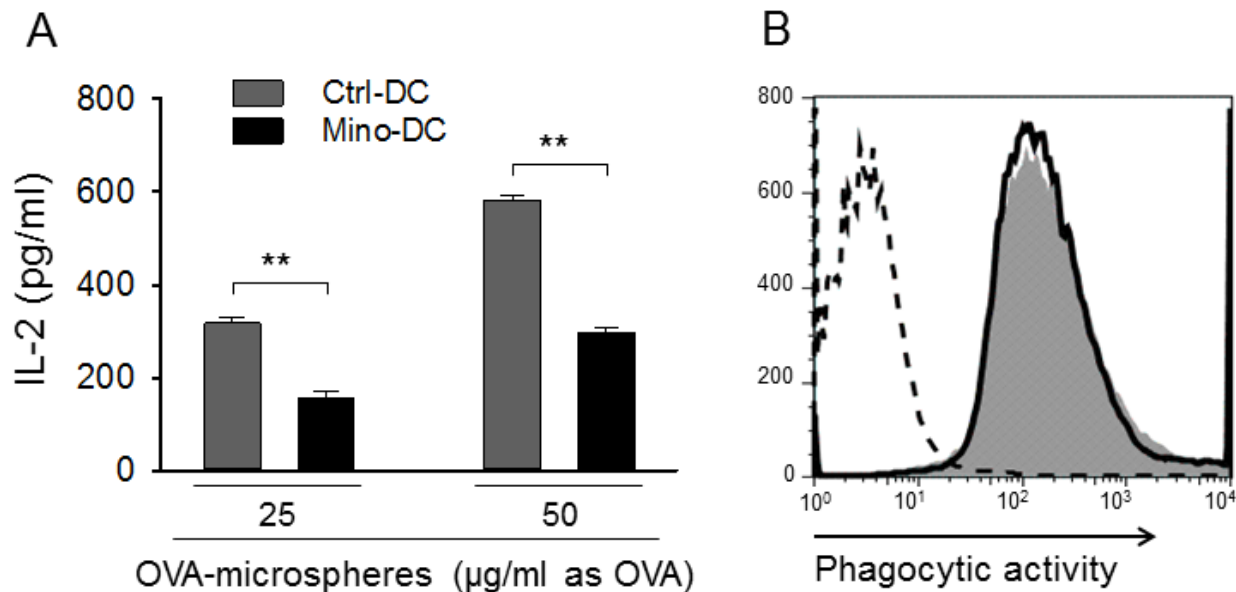 A
Ctrl-DC
Mino-DC
IL-2 (pg/ml)
800
600
400
200
0
**
**
25
50
OVA-microspheres (µg/ml as OVA)
B
800
600
400
200
0
10⁰ 10¹ 10² 10³ 10⁴
Phagocytic activity